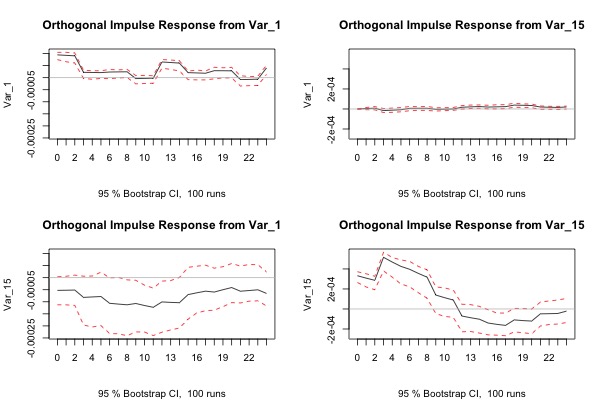 Orthogonal Impulse Response from Var_1
Var_1
-0.00005
-0.00025
0 2 4 6 8 10 13 16 19 22
95 % Bootstrap CI, 100 runs
Orthogonal Impulse Response from Var_15
Var_1
2e-04
-2e-04
0 2 4 6 8 10 13 16 19 22
95 % Bootstrap CI, 100 runs
Orthogonal Impulse Response from Var_1
Var_15
-0.00005
-0.00025
0 2 4 6 8 10 13 16 19 22
95 % Bootstrap CI, 100 runs
Orthogonal Impulse Response from Var_15
Var_15
2e-04
-2e-04
0 2 4 6 8 10 13 16 19 22
95 % Bootstrap CI, 100 runs